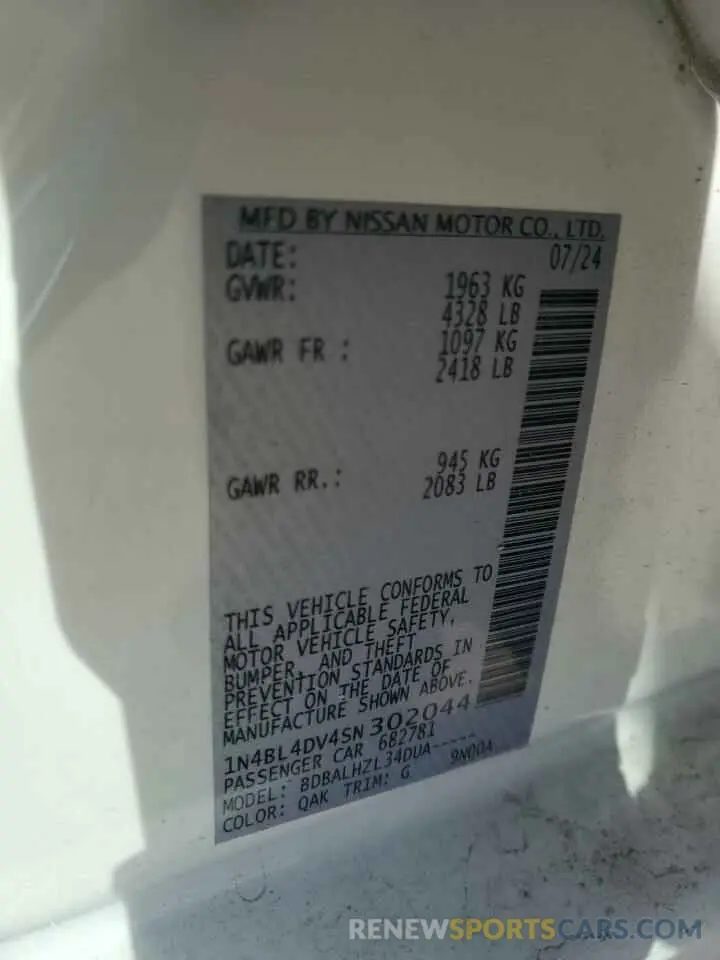 MFD BY NISSAN MOTOR CO., LTD.
DATE: 07/24
GVWR: 1963 KG
4328 LB
GAWR FR : 1097 KG
2418 LB
GAWR RR.: 945 KG
2083 LB
THIS VEHICLE CONFORMS TO
ALL APPLICABLE FEDERAL
MOTOR VEHICLE SAFETY,
BUMPER, AND THEFT
PREVENTION STANDARDS IN
EFFECT ON THE DATE OF
MANUFACTURE SHOWN ABOVE.
1N4BL4DV4SN302044
PASSENGER CAR 682781
MODEL: BDBALHZL34DUA-----
COLOR: QAK TRIM: G 9N00A
RENEWSPORTSCARS.COM